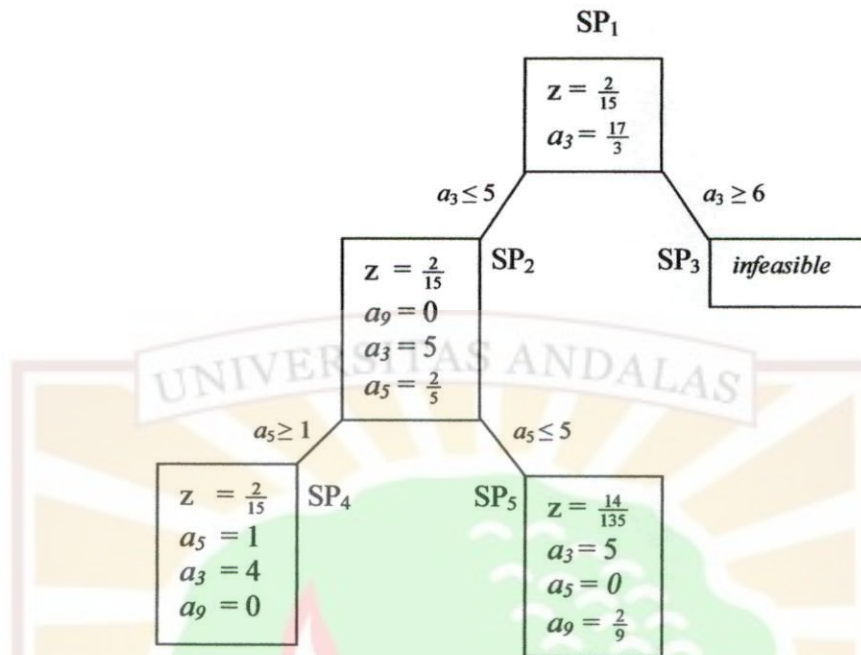 SP₁
z = 2/15
a₃ = 17/3
a₃ ≤ 5
a₃ ≥ 6
SP₂
z = 2/15
a₉ = 0
a₃ = 5
a₅ = 2/5
SP₃
infeasible
UNIVERSITAS ANDALAS
a₅ ≥ 1
a₅ ≤ 5
SP₄
z = 2/15
a₅ = 1
a₃ = 4
a₉ = 0
SP₅
z = 14/135
a₃ = 5
a₅ = 0
a₉ = 2/9